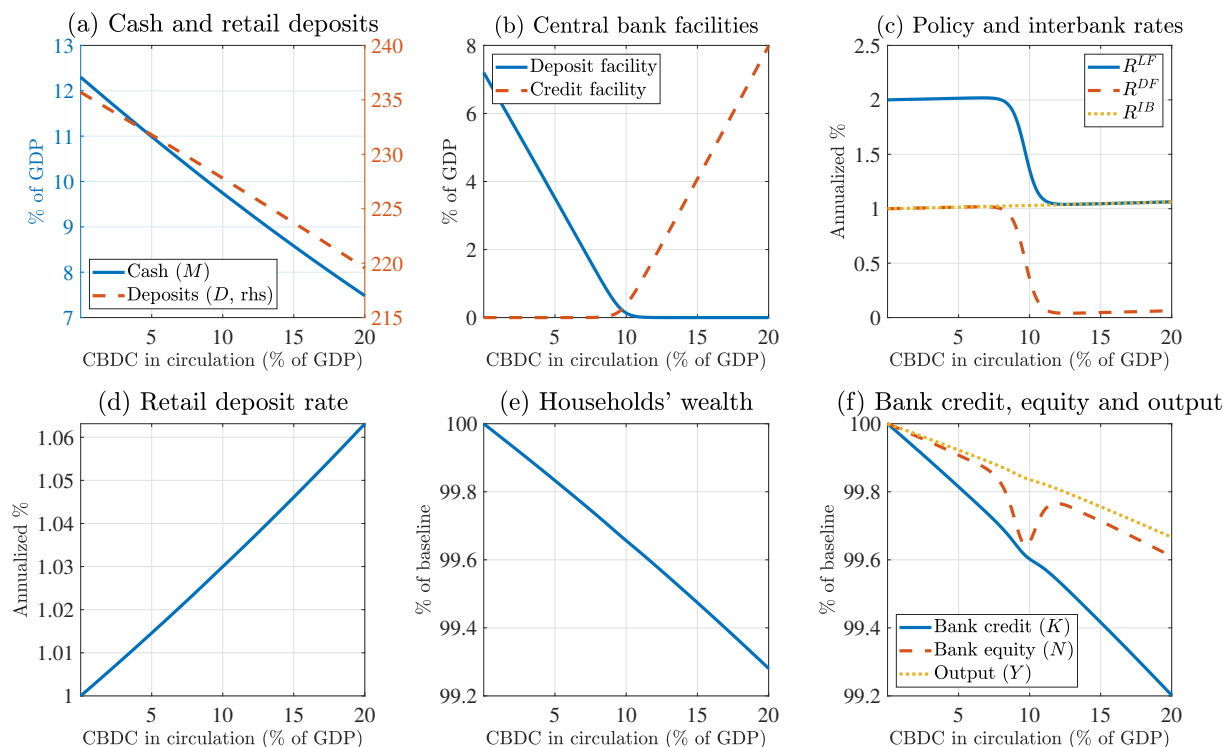 (a) Cash and retail deposits
13
12
11
10
9
8
7
% of GDP
240
235
230
225
220
215
Cash (M)
Deposits (D, rhs)
5
10
15
20
CBDC in circulation (% of GDP)
(b) Central bank facilities
8
6
4
2
0
% of GDP
Deposit facility
Credit facility
5
10
15
20
CBDC in circulation (% of GDP)
(c) Policy and interbank rates
2.5
2
1.5
1
0.5
0
Annualized %
R^{LF}
R^{DF}
R^{IB}
5
10
15
20
CBDC in circulation (% of GDP)
(d) Retail deposit rate
1.06
1.05
1.04
1.03
1.02
1.01
1
Annualized %
5
10
15
20
CBDC in circulation (% of GDP)
(e) Households' wealth
100
99.8
99.6
99.4
99.2
% of baseline
5
10
15
20
CBDC in circulation (% of GDP)
(f) Bank credit, equity and output
100
99.8
99.6
99.4
99.2
% of baseline
Bank credit (K)
Bank equity (N)
Output (Y)
5
10
15
20
CBDC in circulation (% of GDP)